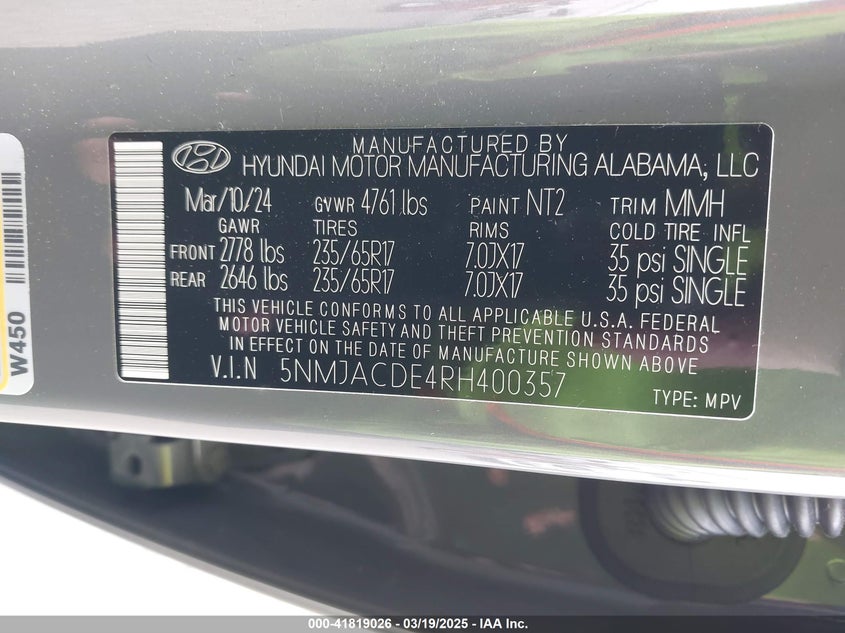 MANUFACTURED BY
HYUNDAI MOTOR MANUFACTURING ALABAMA, LLC
Mar/10/24 GVWR 4761 lbs PAINT NT2 TRIM MMH
GAWR TIRES RIMS COLD TIRE INFL
FRONT 2778 lbs 235/65R17 7.0JX17 35 psi SINGLE
REAR 2646 lbs 235/65R17 7.0JX17 35 psi SINGLE
THIS VEHICLE CONFORMS TO ALL APPLICABLE U.S.A. FEDERAL
MOTOR VEHICLE SAFETY AND THEFT PREVENTION STANDARDS
IN EFFECT ON THE DATE OF MANUFACTURE SHOWN ABOVE
V.I.N 5NMJACDE4RH400357
TYPE: MPV
W450
000-41819026 - 03/19/2025 - IAAI.COM